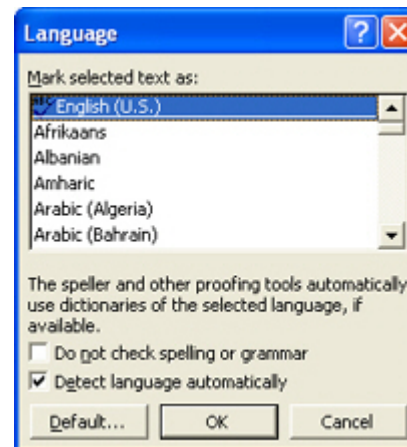 Language
Mark selected text as:
English (U.S.)
Afrikaans
Albanian
Amharic
Arabic (Algeria)
Arabic (Bahrain)
The speller and other proofing tools automatically
use dictionaries of the selected language, if
available.
Do not check spelling or grammar
Detect language automatically
Default... OK Cancel